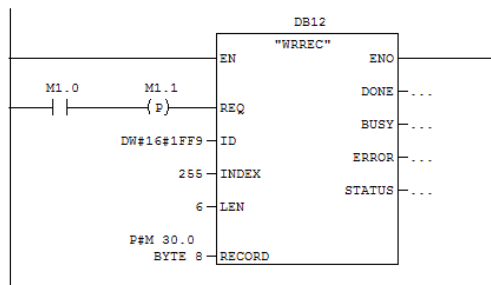 DB12
"WRREC"
EN ENO
M1.0 M1.1 DONE ...
(P) REQ
BUSY ...
DW#16#1FF9 ID
ERROR ...
255 INDEX
STATUS ...
6 LEN
P#M 30.0
BYTE 8 RECORD